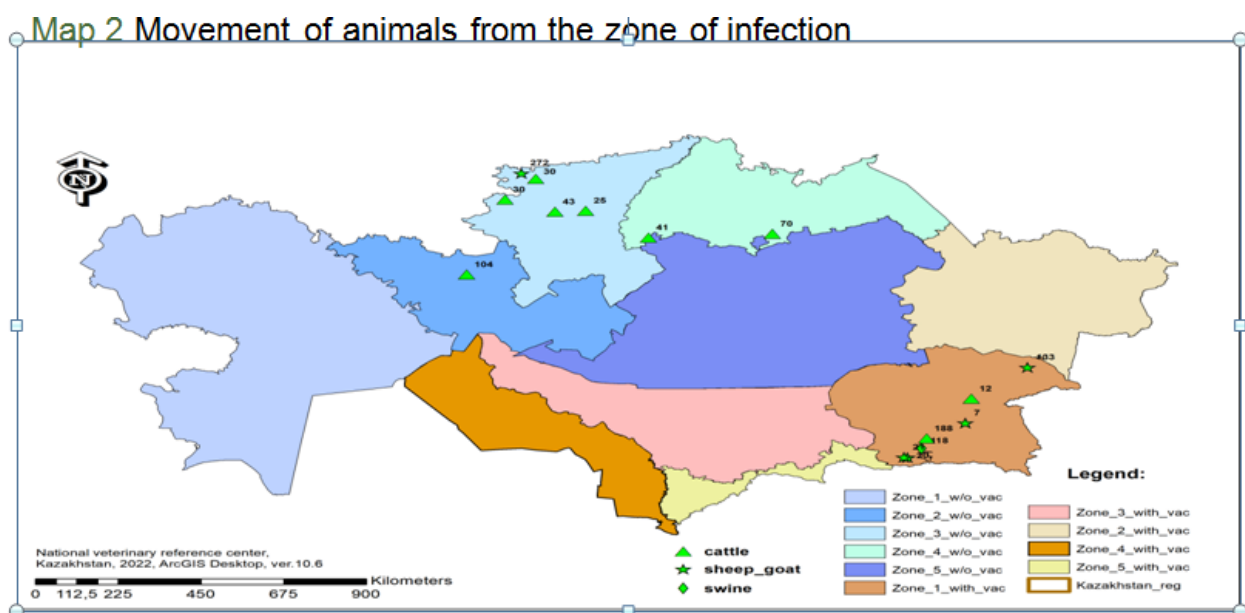 Map 2 Movement of animals from the zone of infection
N
272
30
30
43
25
41
70
104
12
7
188
118
Legend:
Zone_1_w/o_vac
Zone_2_w/o_vac
Zone_3_w/o_vac
Zone_4_w/o_vac
Zone_5_w/o_vac
Zone_1_with_vac
Zone_3_with_vac
Zone_2_with_vac
Zone_4_with_vac
Zone_5_with_vac
Kazakhstan_reg
cattle
sheep_goat
swine
National veterinary reference center,
Kazakhstan, 2022, ArcGIS Desktop, ver.10.6
Kilometers
0 112,5 225 450 675 900